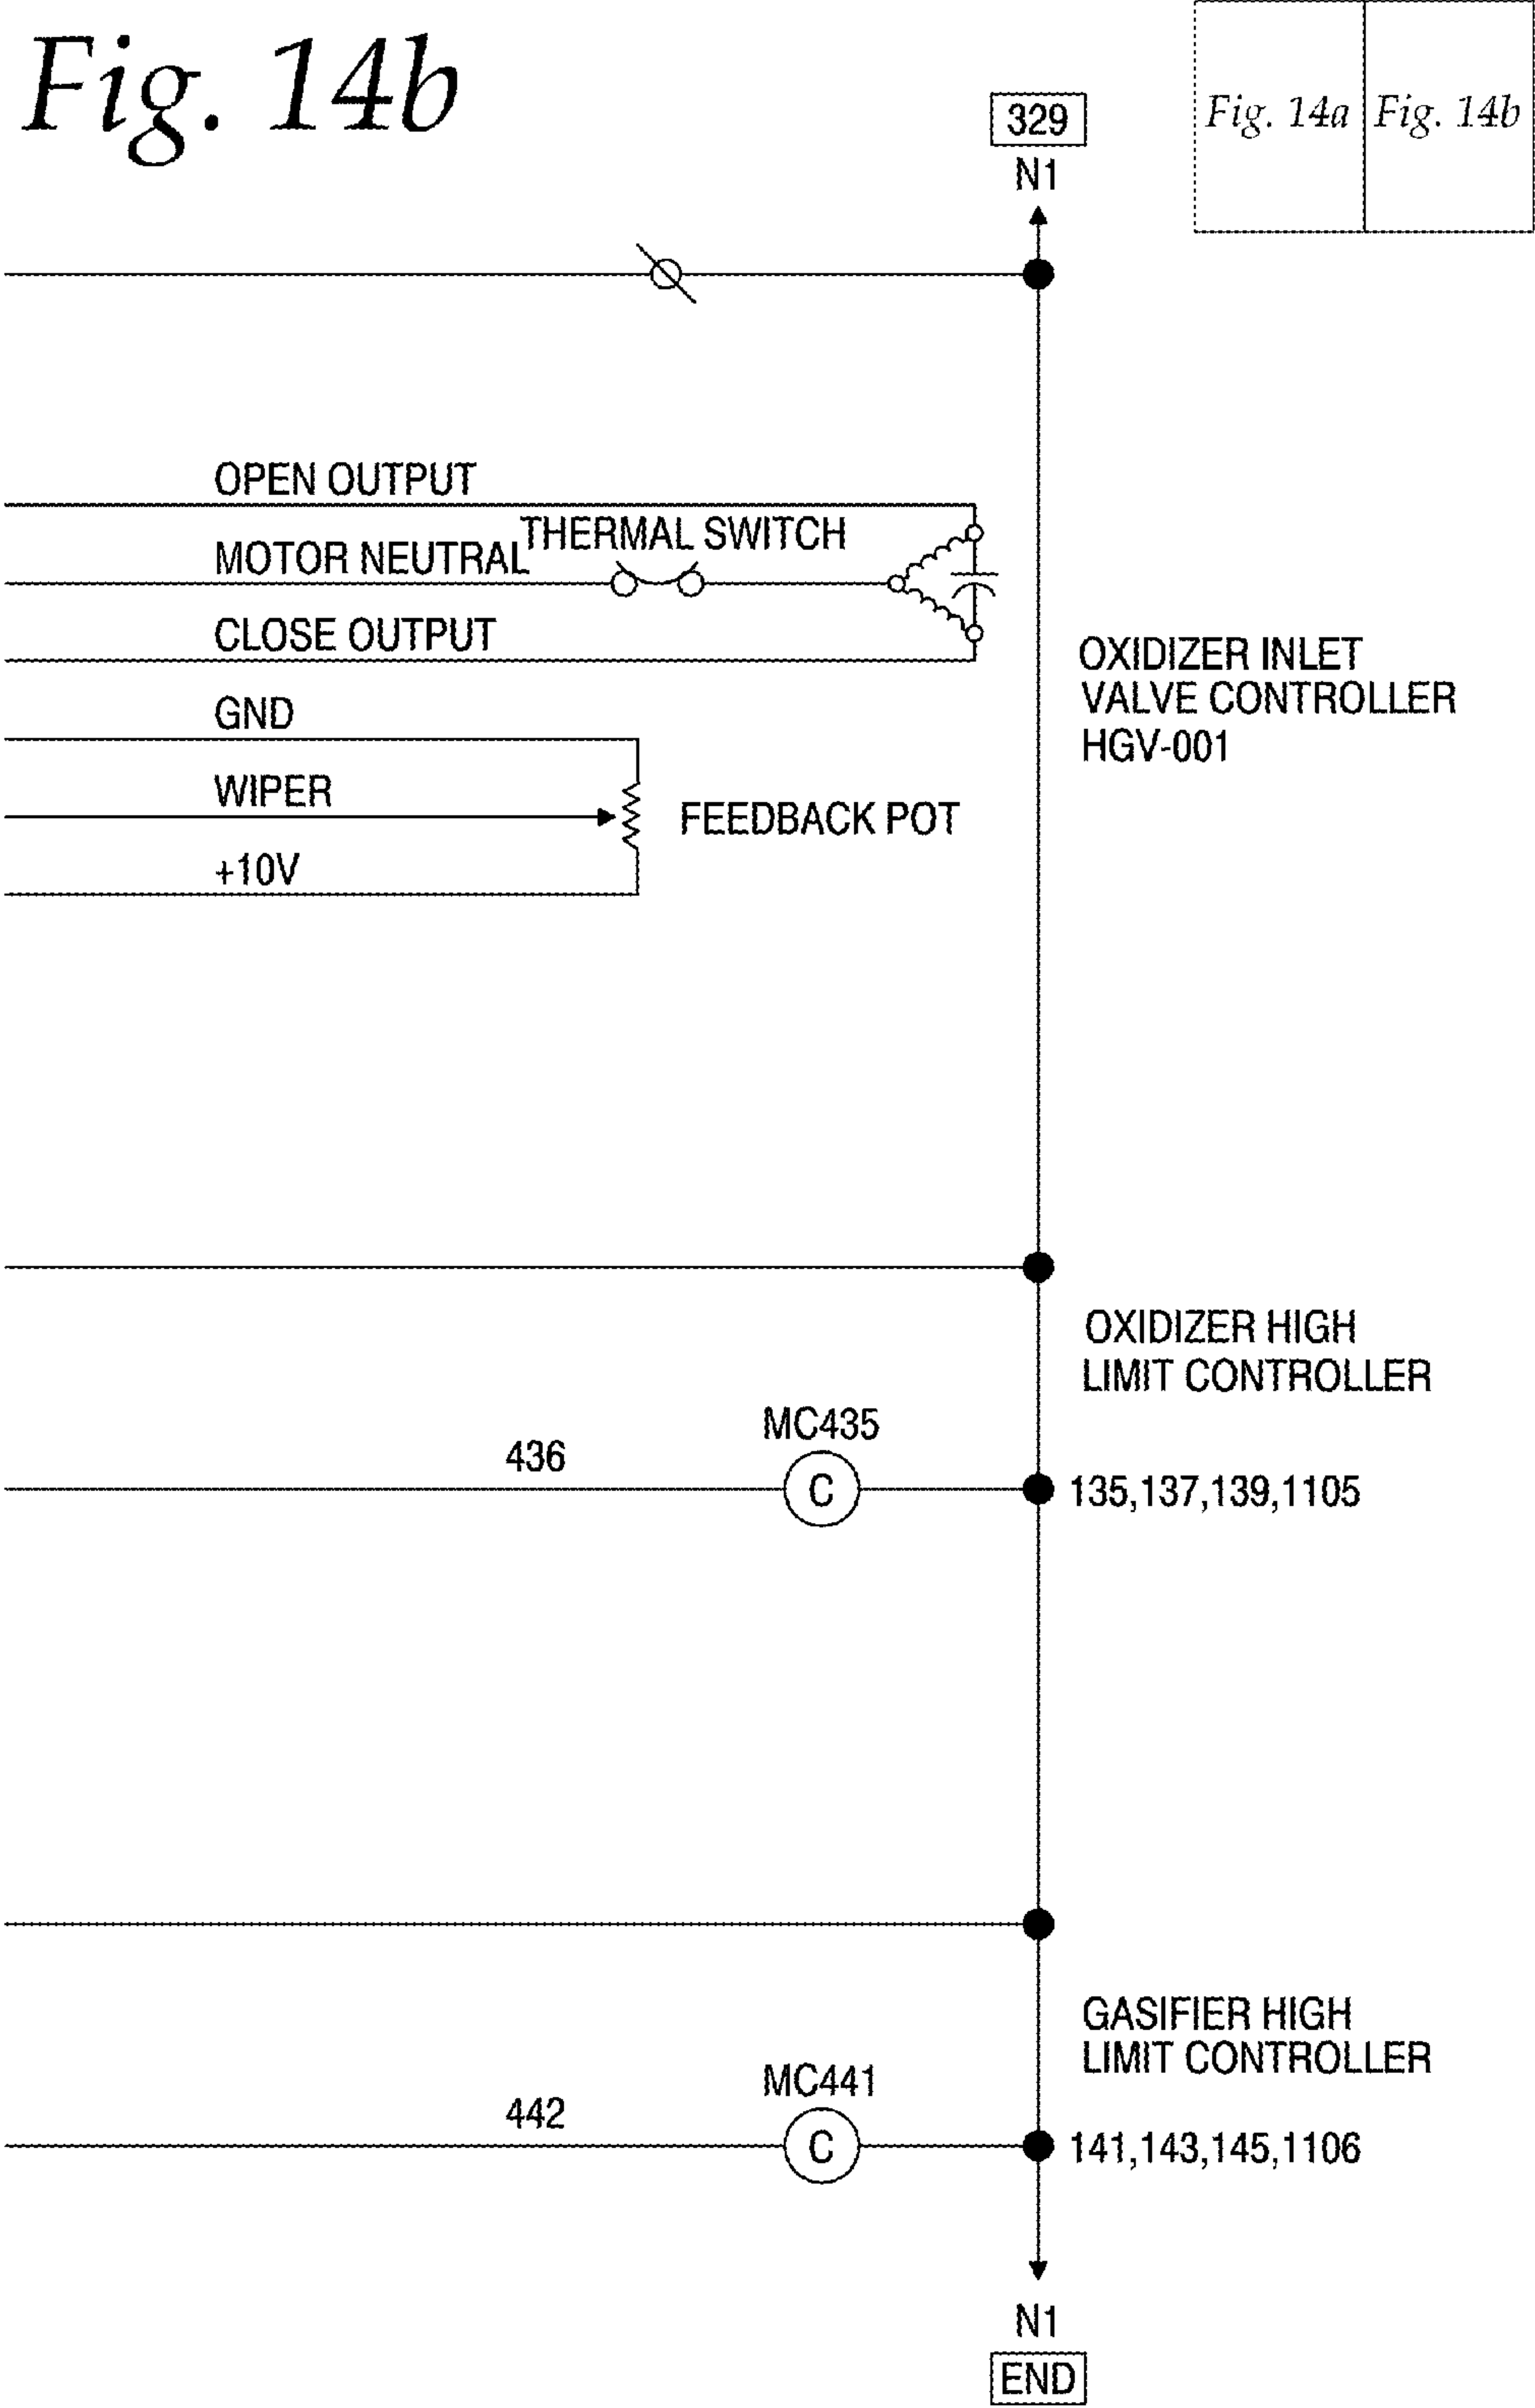 Fig. 14b
Fig. 14a Fig. 14b
329
N1
OPEN OUTPUT
THERMAL SWITCH
MOTOR NEUTRAL
CLOSE OUTPUT
OXIDIZER INLET
VALVE CONTROLLER
HGV-001
GND
WIPER
FEEDBACK POT
+10V
OXIDIZER HIGH
LIMIT CONTROLLER
MC435
436
C
135,137,139,1105
GASIFIER HIGH
LIMIT CONTROLLER
MC441
442
C
141,143,145,1106
N1
END